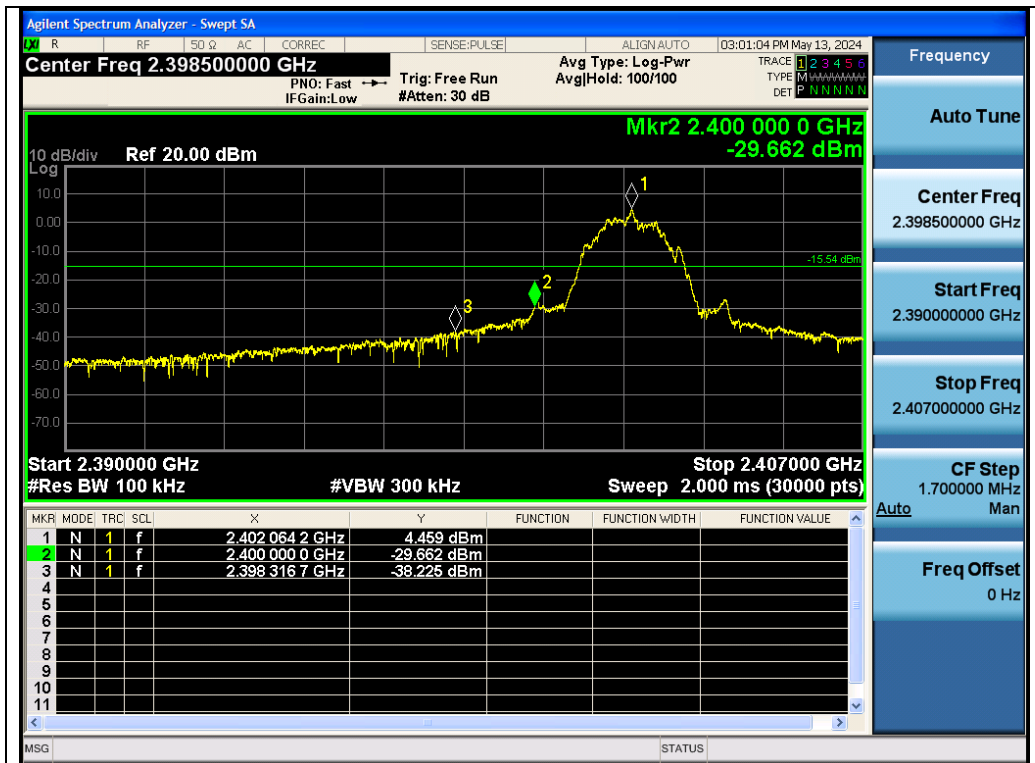 Agilent Spectrum Analyzer - Swept SA
LXI R RF 50 Ω AC CORREC SENSE:PULSE ALIGN AUTO 03:01:04 PM May 13, 2024
Center Freq 2.398500000 GHz
PNO: Fast
IFGain:Low
Trig: Free Run
#Atten: 30 dB
Avg Type: Log-Pwr
Avg|Hold: 100/100
TRACE 1 2 3 4 5 6
TYPE M
DET P N N N N N
Mkr2 2.400 000 0 GHz
-29.662 dBm
10 dB/div Ref 20.00 dBm
Log
10.0
0.00
-10.0
-20.0
-30.0
-40.0
-50.0
-60.0
-70.0
1
2
3
-15.54 dBm
Start 2.390000 GHz Stop 2.407000 GHz
#Res BW 100 kHz #VBW 300 kHz Sweep 2.000 ms (30000 pts)
MKR MODE TRC SCL X Y FUNCTION FUNCTION WIDTH FUNCTION VALUE
1 N 1 f 2.402 064 2 GHz 4.459 dBm
2 N 1 f 2.400 000 0 GHz -29.662 dBm
3 N 1 f 2.398 316 7 GHz -38.225 dBm
4
5
6
7
8
9
10
11
MSG STATUS
Frequency
Auto Tune
Center Freq
2.398500000 GHz
Start Freq
2.390000000 GHz
Stop Freq
2.407000000 GHz
CF Step
1.700000 MHz
Auto Man
Freq Offset
0 Hz